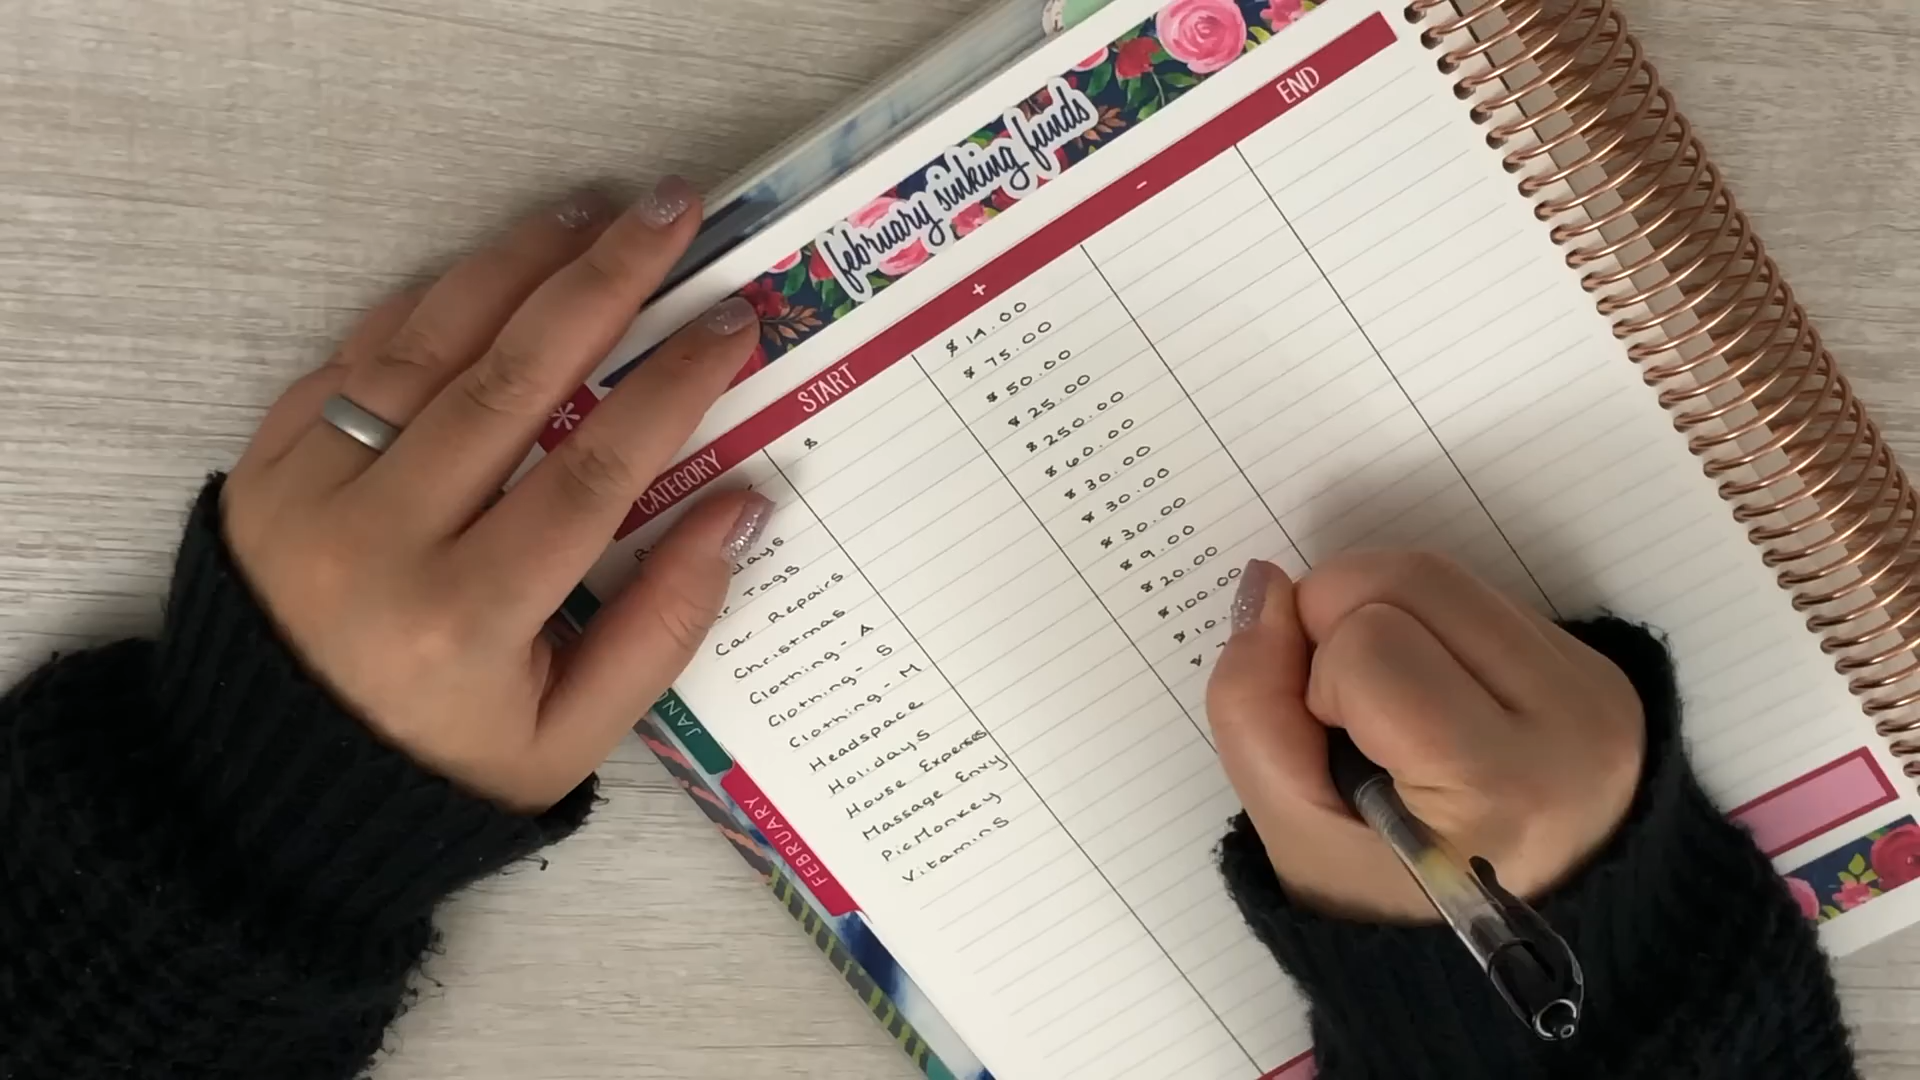 february sinking funds
* CATEGORY START + - END
$ $14.00
$75.00
$50.00
Car Repairs $25.00
Christmas $250.00
Clothing - A $60.00
Clothing - S $30.00
Clothing - M $30.00
Headspace $30.00
Holidays $9.00
House Expenses $20.00
Massage Envy $100.00
PicMonkey
Vitamins
FEBRUARY